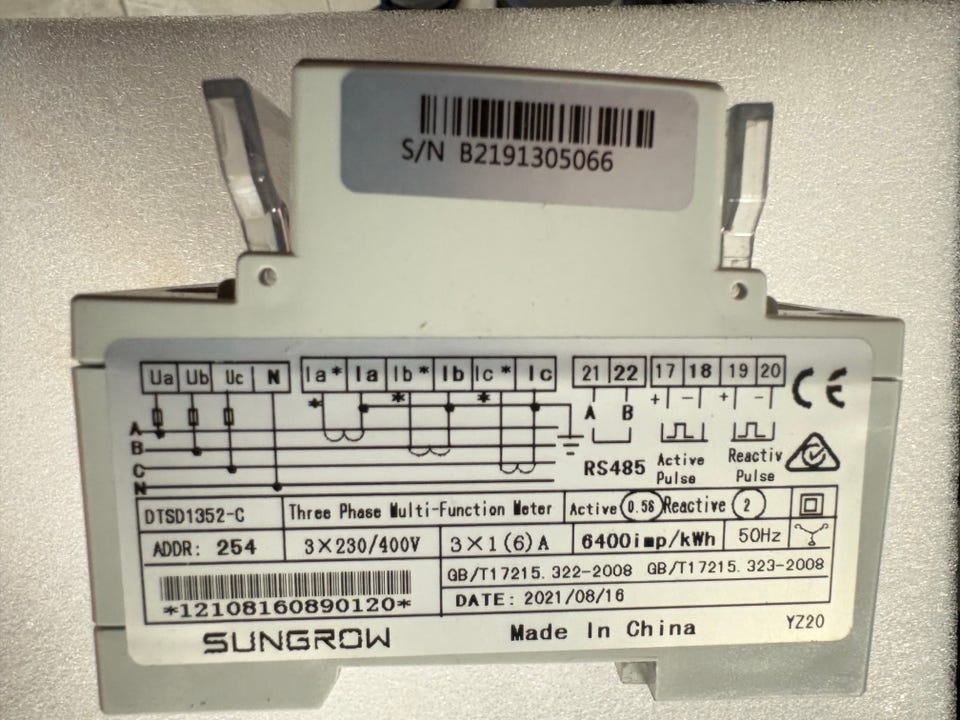 S/N B2191305066
Ua Ub Uc N Ia* Ia Ib* Ib Ic* Ic 21 22 17 18 19 20
+ - + -
* * *
A B
A
B
C
N
RS485 Active Pulse Reactiv Pulse
DTSD1352-C Three Phase Multi-Function Meter Active 0.5S Reactive 2
ADDR: 254 3×230/400V 3×1(6)A 6400imp/kWh 50Hz
GB/T17215.322-2008 GB/T17215.323-2008
*12108160890120* DATE: 2021/08/16
SUNGROW Made In China YZ20
CE